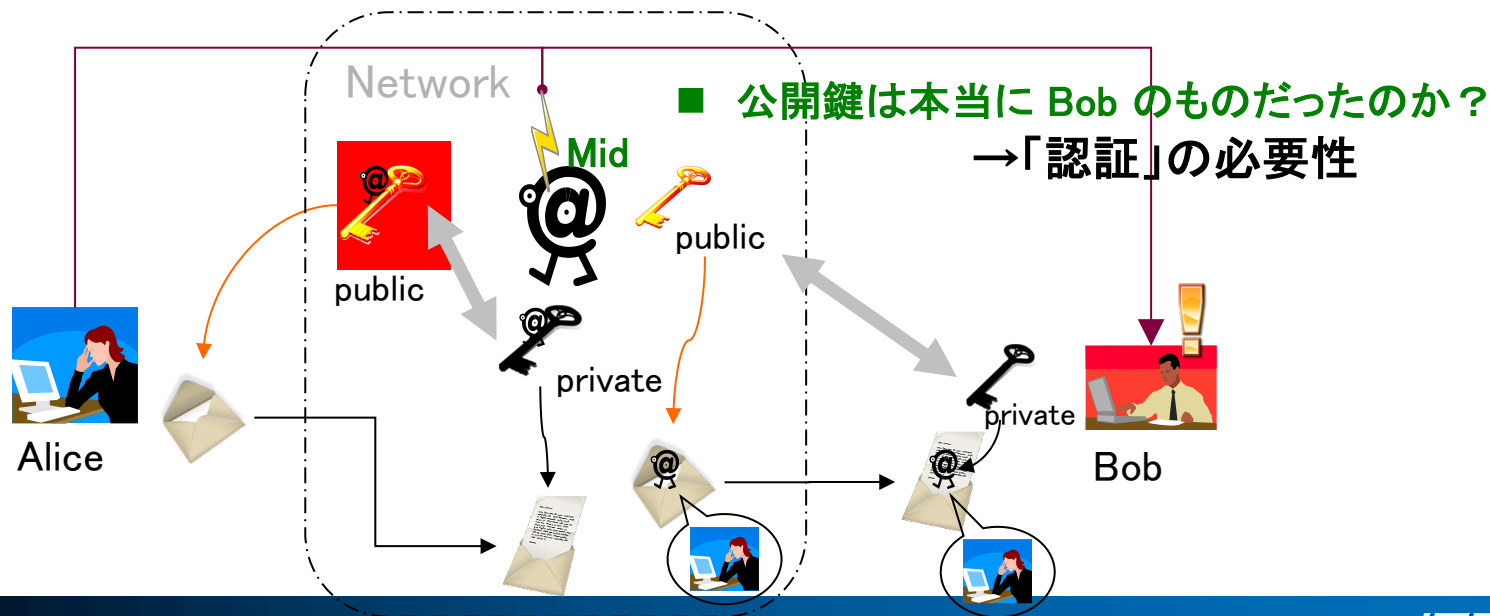 Network
■ 公開鍵は本当に Bob のものだったのか？
→「認証」の必要性
Mid
public
public
private
private
Alice
Bob